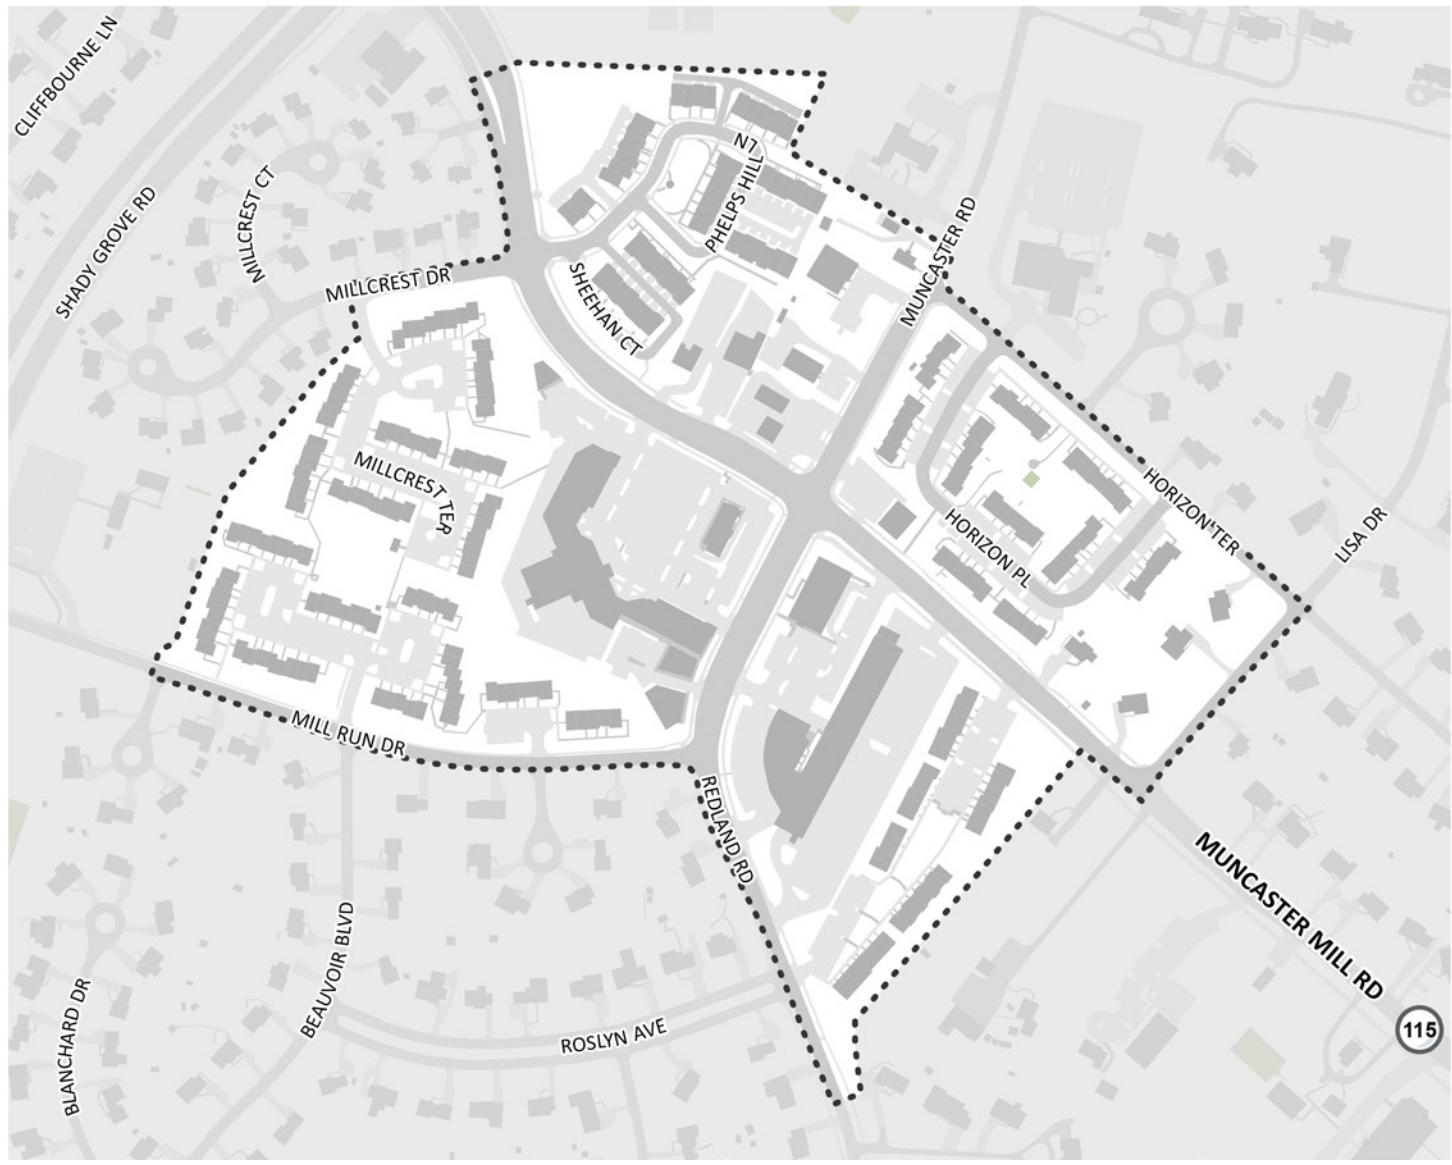 CLIFFBOURNE LN
SHADY GROVE RD
MILLCREST CT
MILLCREST DR
LN
PHELPS HILL
SHEEHAN CT
MUNCASTER RD
MILLCREST TER
HORIZON TER
HORIZON PL
LISA DR
MILL RUN DR
REDLAND RD
MUNCASTER MILL RD
115
BEAUVOIR BLVD
ROSLYN AVE
BLANCHARD DR